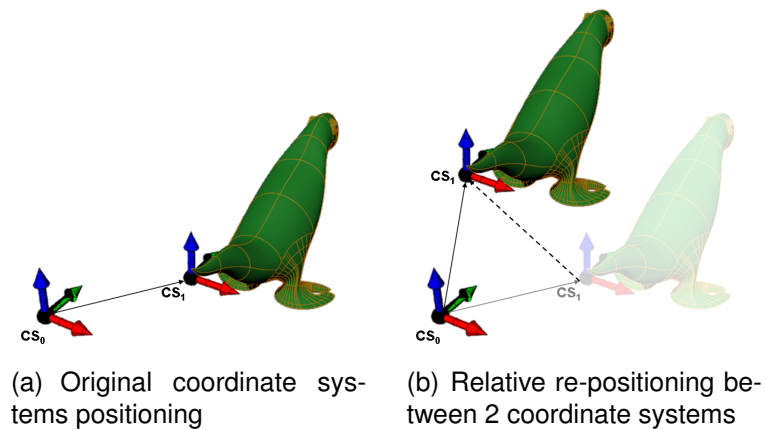 CS1
CS0
CS1
CS1
CS0
(a) Original coordinate sys-
tems positioning
(b) Relative re-positioning be-
tween 2 coordinate systems